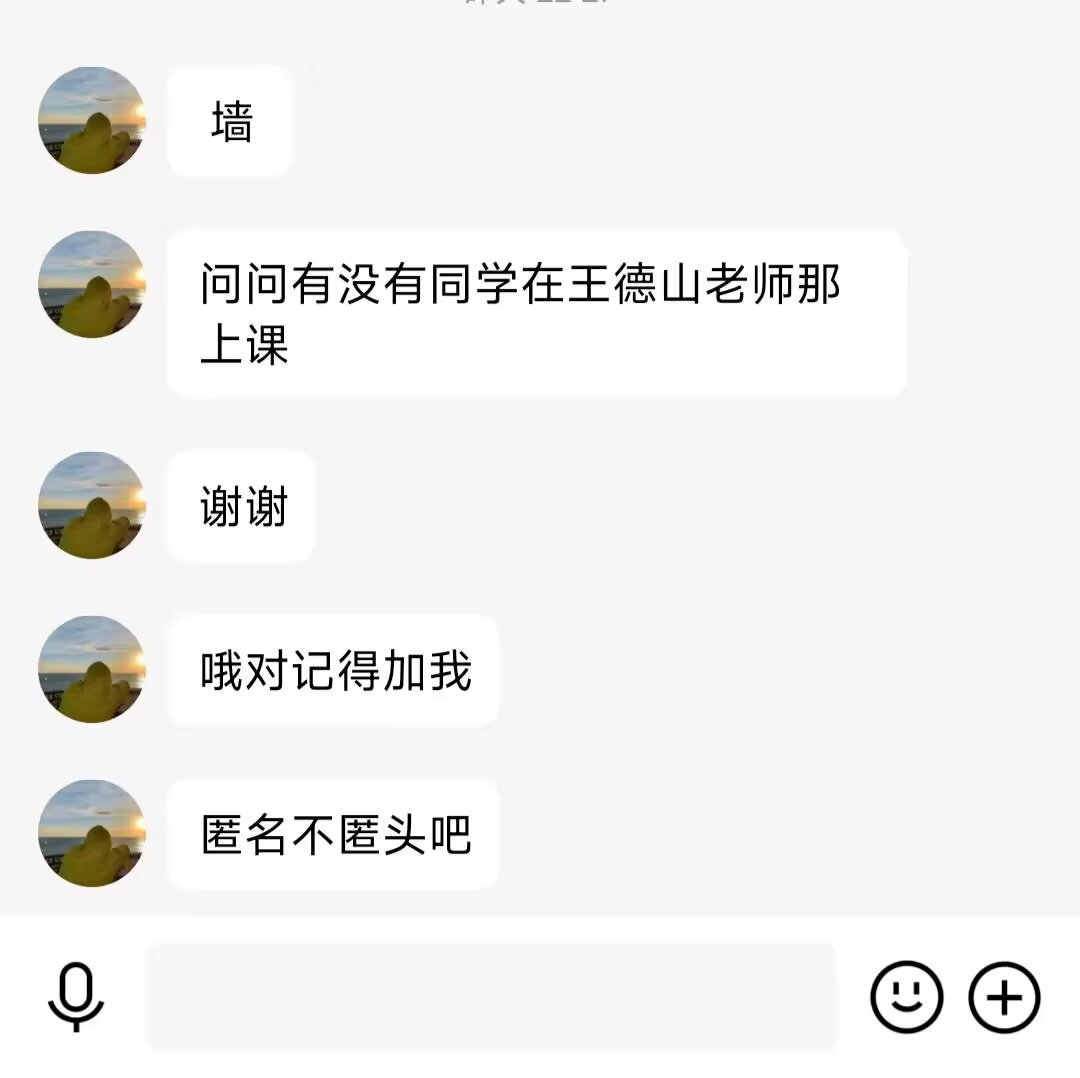 墙
问问有没有同学在王德山老师那
上课
谢谢
哦对记得加我
匿名不匿头吧